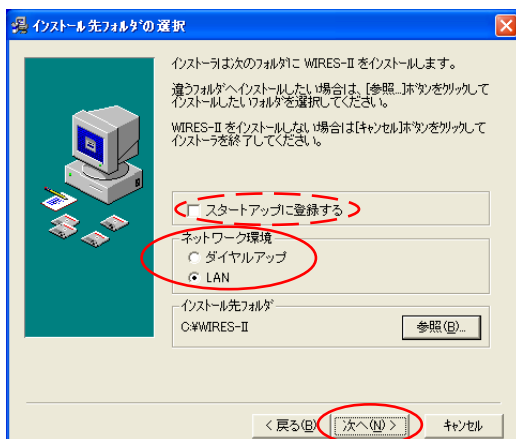 インストール先フォルダの選択
インストーラは次のフォルダに WIRES-II をインストールします。
違うフォルダへインストールしたい場合は、[参照...]ボタンをクリックして
インストールしたいフォルダを選択してください。
WIRES-II をインストールしない場合は[キャンセル]ボタンをクリックして
インストーラを終了してください。
スタートアップに登録する
ネットワーク環境
ダイヤルアップ
LAN
インストール先フォルダ
C:¥WIRES-II
参照(B)...
< 戻る(B)
次へ(N) >
キャンセル